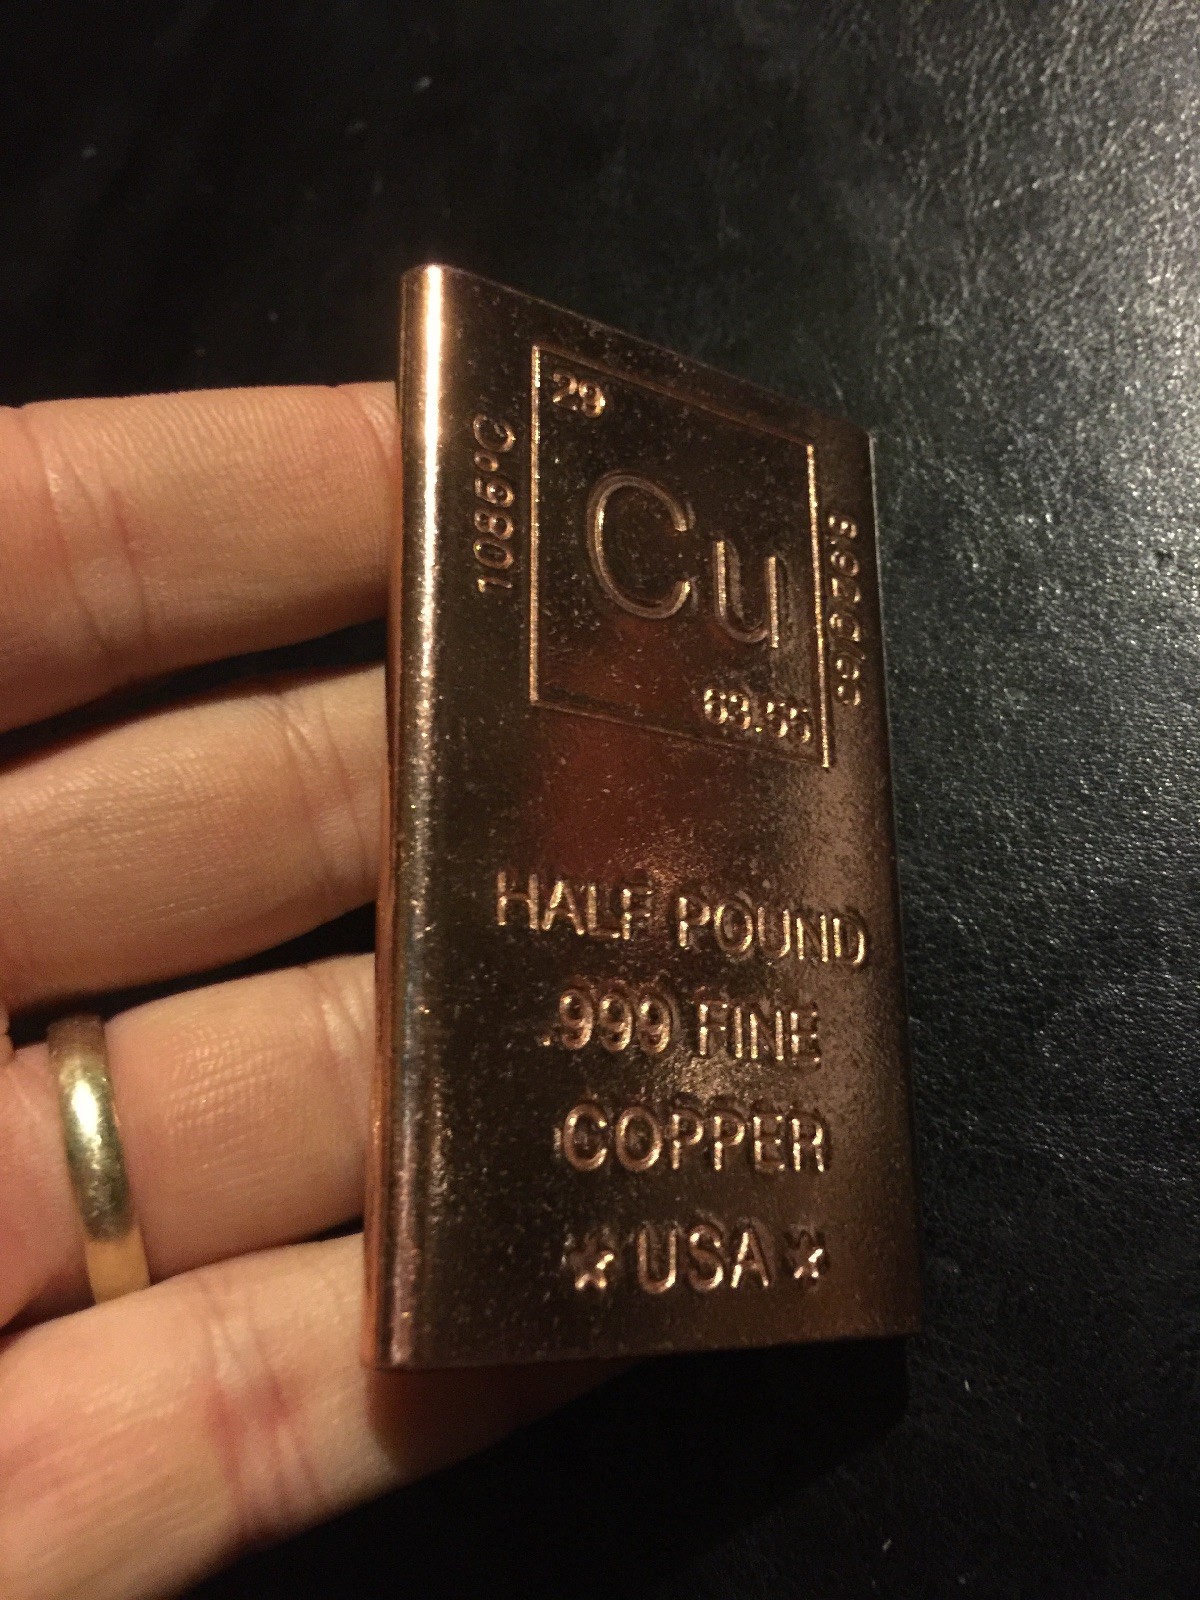 29
1085°C
Cu
63.55
HALF POUND
.999 FINE
COPPER
★ USA ★